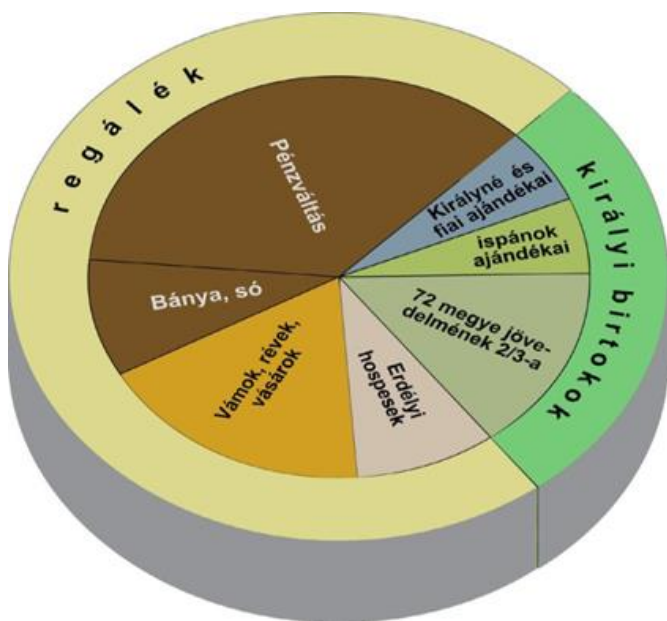 regálék
Pénzváltás
Királyné és
fiai ajándékai
ispánok
ajándékai
királyi birtokok
72 megye jöve-
delmének 2/3-a
Bánya, só
Vámok, révek,
vásárok
Erdélyi
hospesek